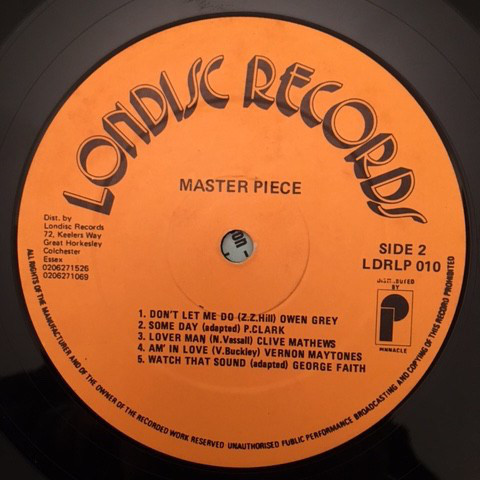 LONDISC RECORDS
MASTER PIECE
Dist. by
Londisc Records
72, Keelers Way
Great Horkesley
Colchester
Essex
0206271526
0206271069
SIDE 2
LDRLP 010
DISTRIBUTED
BY
P
PINNACLE
1. DON'T LET ME DO (Z.Z.Hill) OWEN GREY
2. SOME DAY (adapted) P.CLARK
3. LOVER MAN (N.Vassall) CLIVE MATHEWS
4. AM' IN LOVE (V.Buckley) VERNON MAYTONES
5. WATCH THAT SOUND (adapted) GEORGE FAITH
ALL RIGHTS OF THE MANUFACTURER AND OF THE OWNER OF THE RECORDED WORK RESERVED UNAUTHORISED PUBLIC PERFORMANCE BROADCASTING AND COPYING OF THIS RECORD PROHIBITED